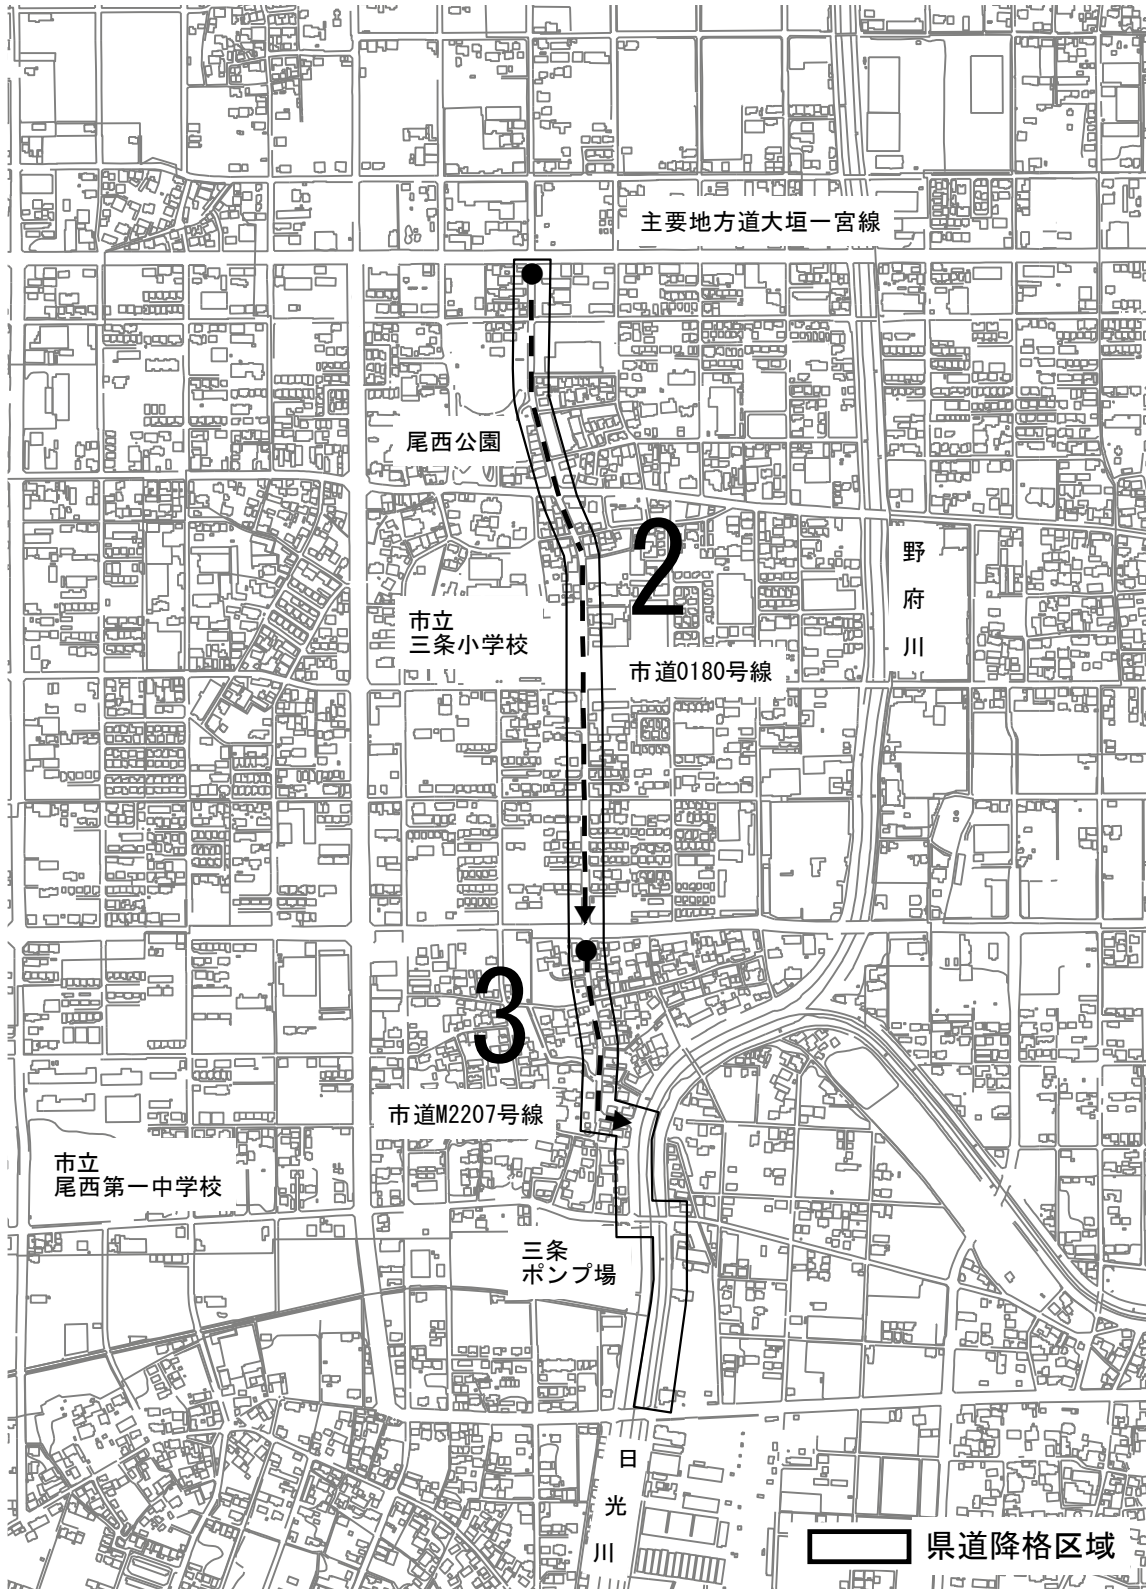 主要地方道大垣一宮線
尾西公園
2
野府川
市立
三条小学校
市道0180号線
3
市道M2207号線
市立
尾西第一中学校
三条
ポンプ場
日光川
県道降格区域